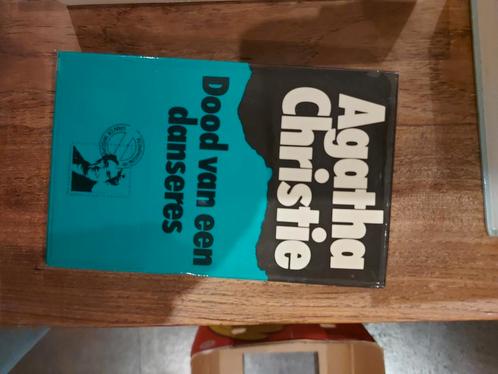 Agatha
Christie
Dood van een
danseres